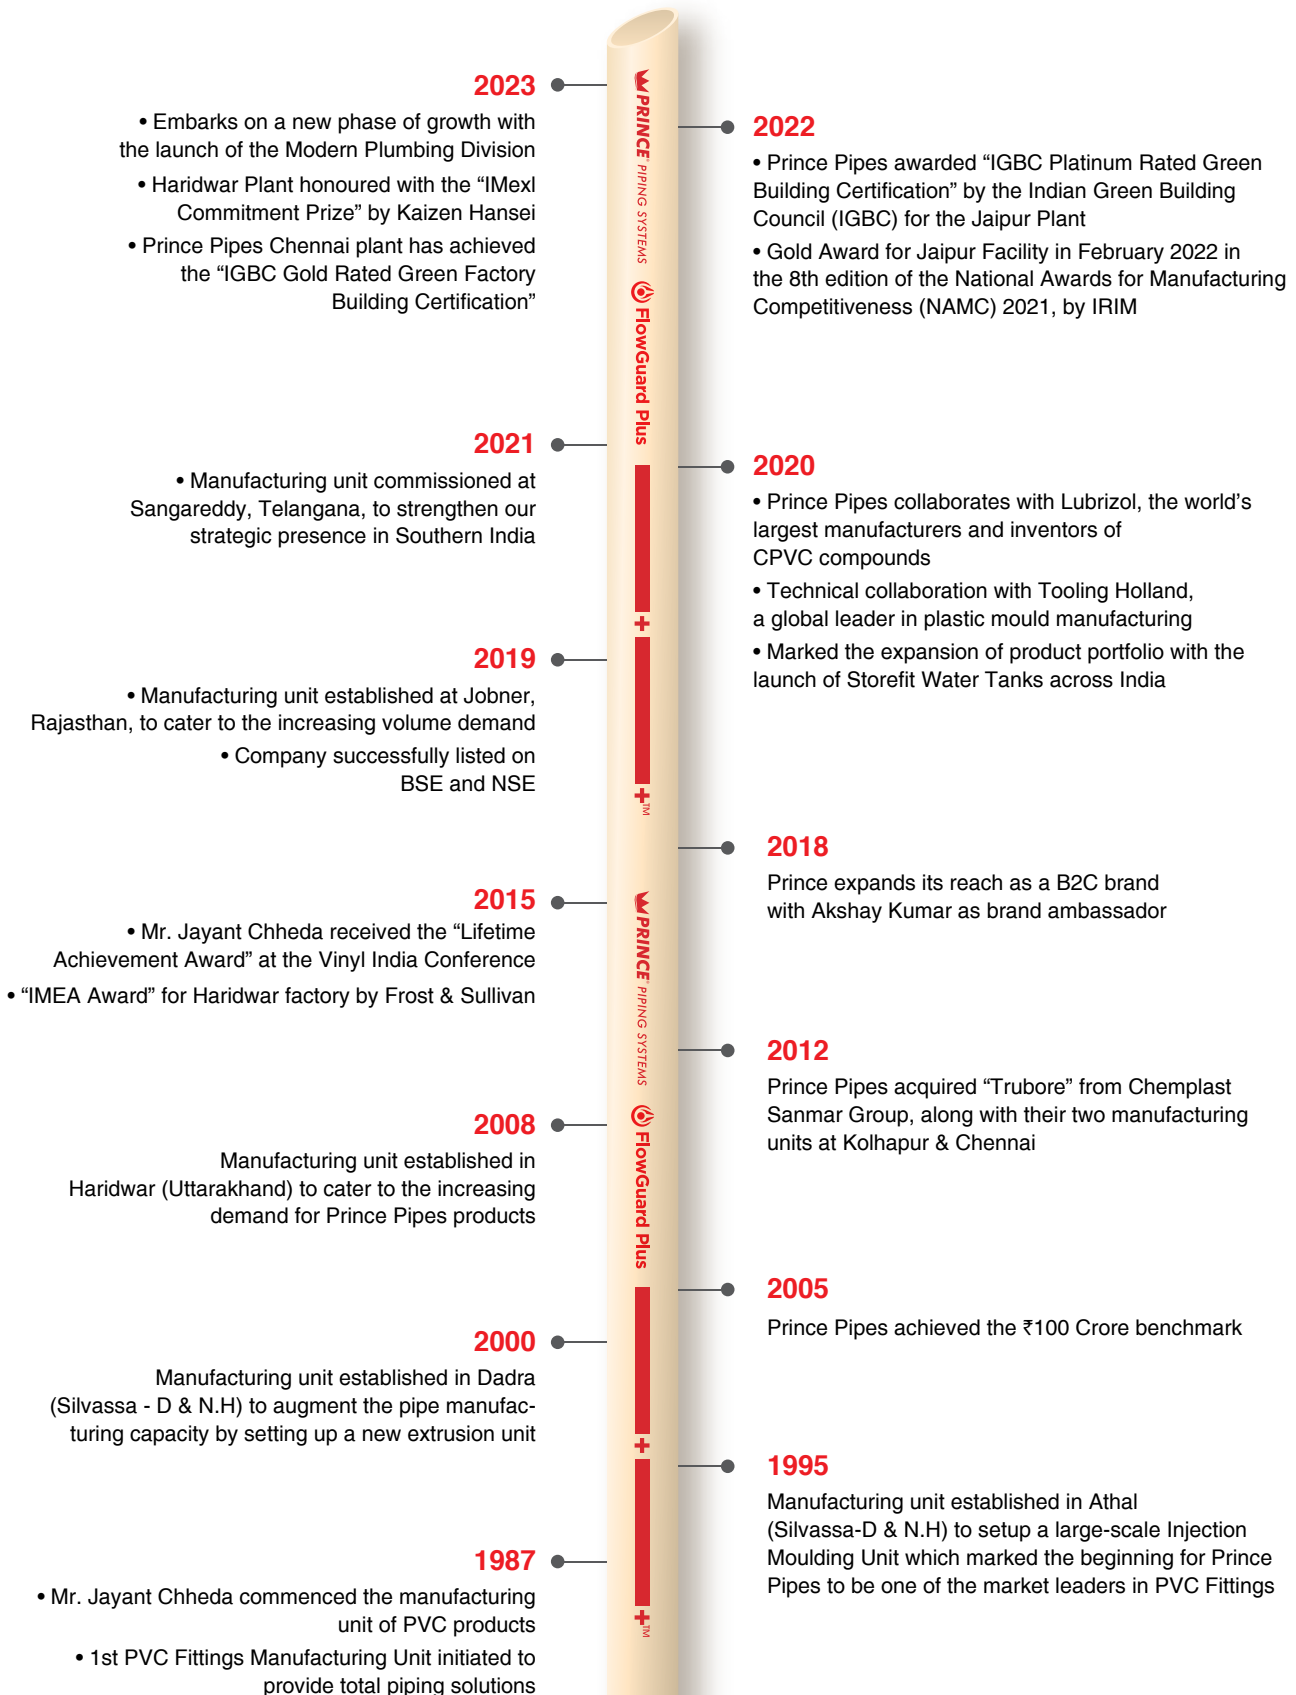 2023
• Embarks on a new phase of growth with
the launch of the Modern Plumbing Division
• Haridwar Plant honoured with the “IMexI
Commitment Prize” by Kaizen Hansei
• Prince Pipes Chennai plant has achieved
the “IGBC Gold Rated Green Factory
Building Certification”
2022
• Prince Pipes awarded “IGBC Platinum Rated Green
Building Certification” by the Indian Green Building
Council (IGBC) for the Jaipur Plant
• Gold Award for Jaipur Facility in February 2022 in
the 8th edition of the National Awards for Manufacturing
Competitiveness (NAMC) 2021, by IRIM
2021
• Manufacturing unit commissioned at
Sangareddy, Telangana, to strengthen our
strategic presence in Southern India
2020
• Prince Pipes collaborates with Lubrizol, the world’s
largest manufacturers and inventors of
CPVC compounds
• Technical collaboration with Tooling Holland,
a global leader in plastic mould manufacturing
• Marked the expansion of product portfolio with the
launch of Storefit Water Tanks across India
2019
• Manufacturing unit established at Jobner,
Rajasthan, to cater to the increasing volume demand
• Company successfully listed on
BSE and NSE
2018
Prince expands its reach as a B2C brand
with Akshay Kumar as brand ambassador
2015
• Mr. Jayant Chheda received the “Lifetime
Achievement Award” at the Vinyl India Conference
• “IMEA Award” for Haridwar factory by Frost & Sullivan
2012
Prince Pipes acquired “Trubore” from Chemplast
Sanmar Group, along with their two manufacturing
units at Kolhapur & Chennai
2008
Manufacturing unit established in
Haridwar (Uttarakhand) to cater to the increasing
demand for Prince Pipes products
2005
Prince Pipes achieved the ₹100 Crore benchmark
2000
Manufacturing unit established in Dadra
(Silvassa - D & N.H) to augment the pipe manufac-
turing capacity by setting up a new extrusion unit
1995
Manufacturing unit established in Athal
(Silvassa-D & N.H) to setup a large-scale Injection
Moulding Unit which marked the beginning for Prince
Pipes to be one of the market leaders in PVC Fittings
1987
• Mr. Jayant Chheda commenced the manufacturing
unit of PVC products
• 1st PVC Fittings Manufacturing Unit initiated to
provide total piping solutions
PRINCE® PIPING SYSTEMS FlowGuard Plus ™
PRINCE® PIPING SYSTEMS FlowGuard Plus ™